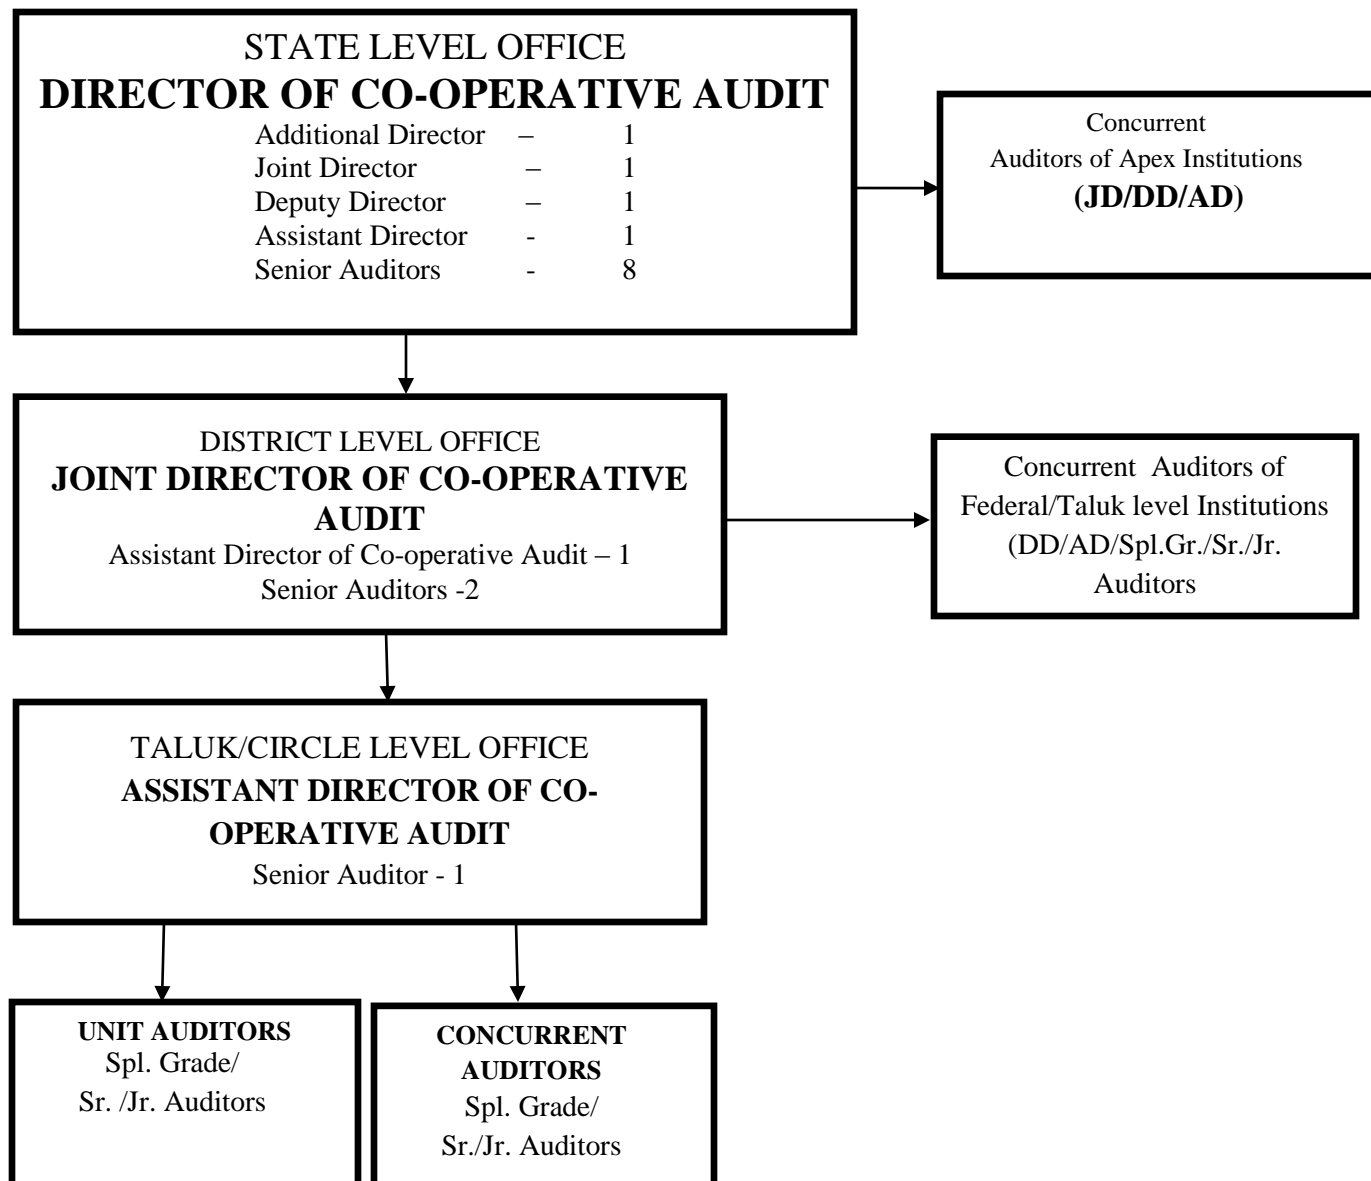 STATE LEVEL OFFICE
DIRECTOR OF CO-OPERATIVE AUDIT
Additional Director – 1
Joint Director – 1
Deputy Director – 1
Assistant Director - 1
Senior Auditors - 8
Concurrent
Auditors of Apex Institutions
(JD/DD/AD)
DISTRICT LEVEL OFFICE
JOINT DIRECTOR OF CO-OPERATIVE
AUDIT
Assistant Director of Co-operative Audit – 1
Senior Auditors -2
Concurrent Auditors of
Federal/Taluk level Institutions
(DD/AD/Spl.Gr./Sr./Jr.
Auditors
TALUK/CIRCLE LEVEL OFFICE
ASSISTANT DIRECTOR OF CO-
OPERATIVE AUDIT
Senior Auditor - 1
UNIT AUDITORS
Spl. Grade/
Sr. /Jr. Auditors
CONCURRENT
AUDITORS
Spl. Grade/
Sr./Jr. Auditors